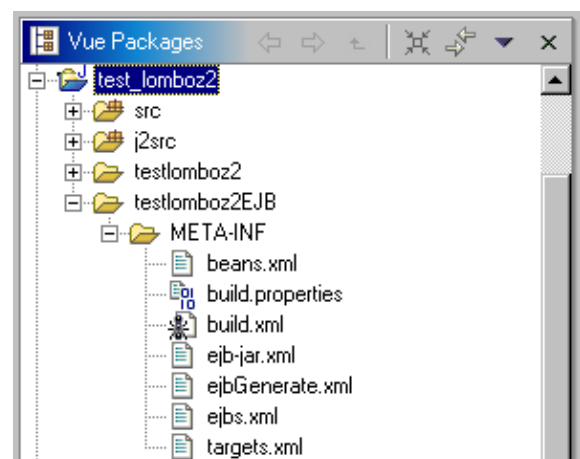 Vue Packages
test_lomboz2
src
j2src
testlomboz2
testlomboz2EJB
META-INF
beans.xml
build.properties
build.xml
ejb-jar.xml
ejbGenerate.xml
ejbs.xml
targets.xml